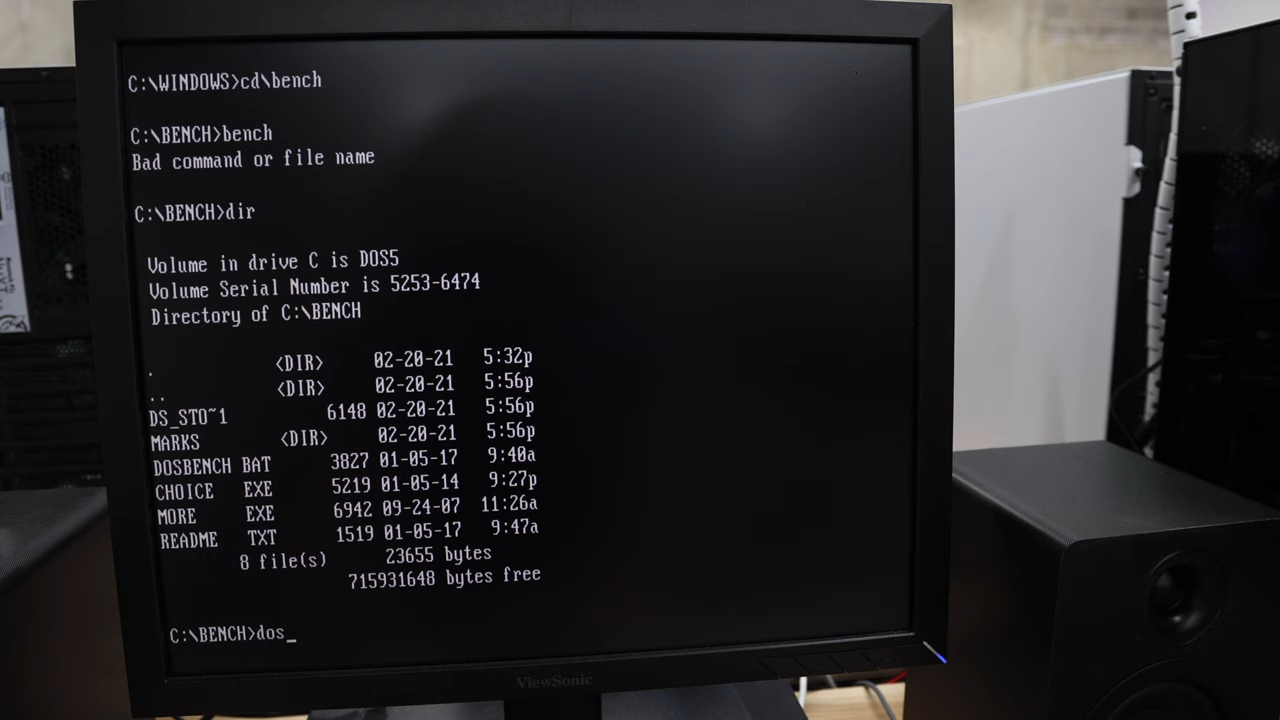 C:\WINDOWS>cd\bench
C:\BENCH>bench
Bad command or file name
C:\BENCH>dir
Volume in drive C is DOS5
Volume Serial Number is 5253-6474
Directory of C:\BENCH
. <DIR> 02-20-21 5:32p
.. <DIR> 02-20-21 5:56p
DS_STO~1 6148 02-20-21 5:56p
MARKS <DIR> 02-20-21 5:56p
DOSBENCH BAT 3827 01-05-17 9:40a
CHOICE EXE 5219 01-05-14 9:27p
MORE EXE 6942 09-24-07 11:26a
README TXT 1519 01-05-17 9:47a
8 file(s) 23655 bytes
715931648 bytes free
C:\BENCH>dos_
ViewSonic